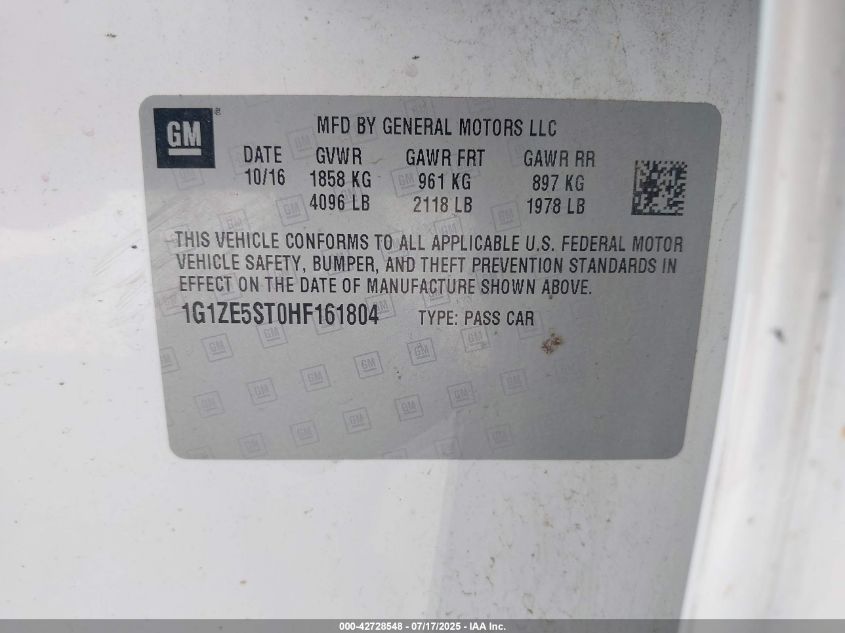 GM
MFD BY GENERAL MOTORS LLC
DATE GVWR GAWR FRT GAWR RR
10/16 1858 KG 961 KG 897 KG
4096 LB 2118 LB 1978 LB
THIS VEHICLE CONFORMS TO ALL APPLICABLE U.S. FEDERAL MOTOR
VEHICLE SAFETY, BUMPER, AND THEFT PREVENTION STANDARDS IN
EFFECT ON THE DATE OF MANUFACTURE SHOWN ABOVE.
1G1ZE5ST0HF161804 TYPE: PASS CAR
000-42728548 - 07/17/2025 - IAA Inc.